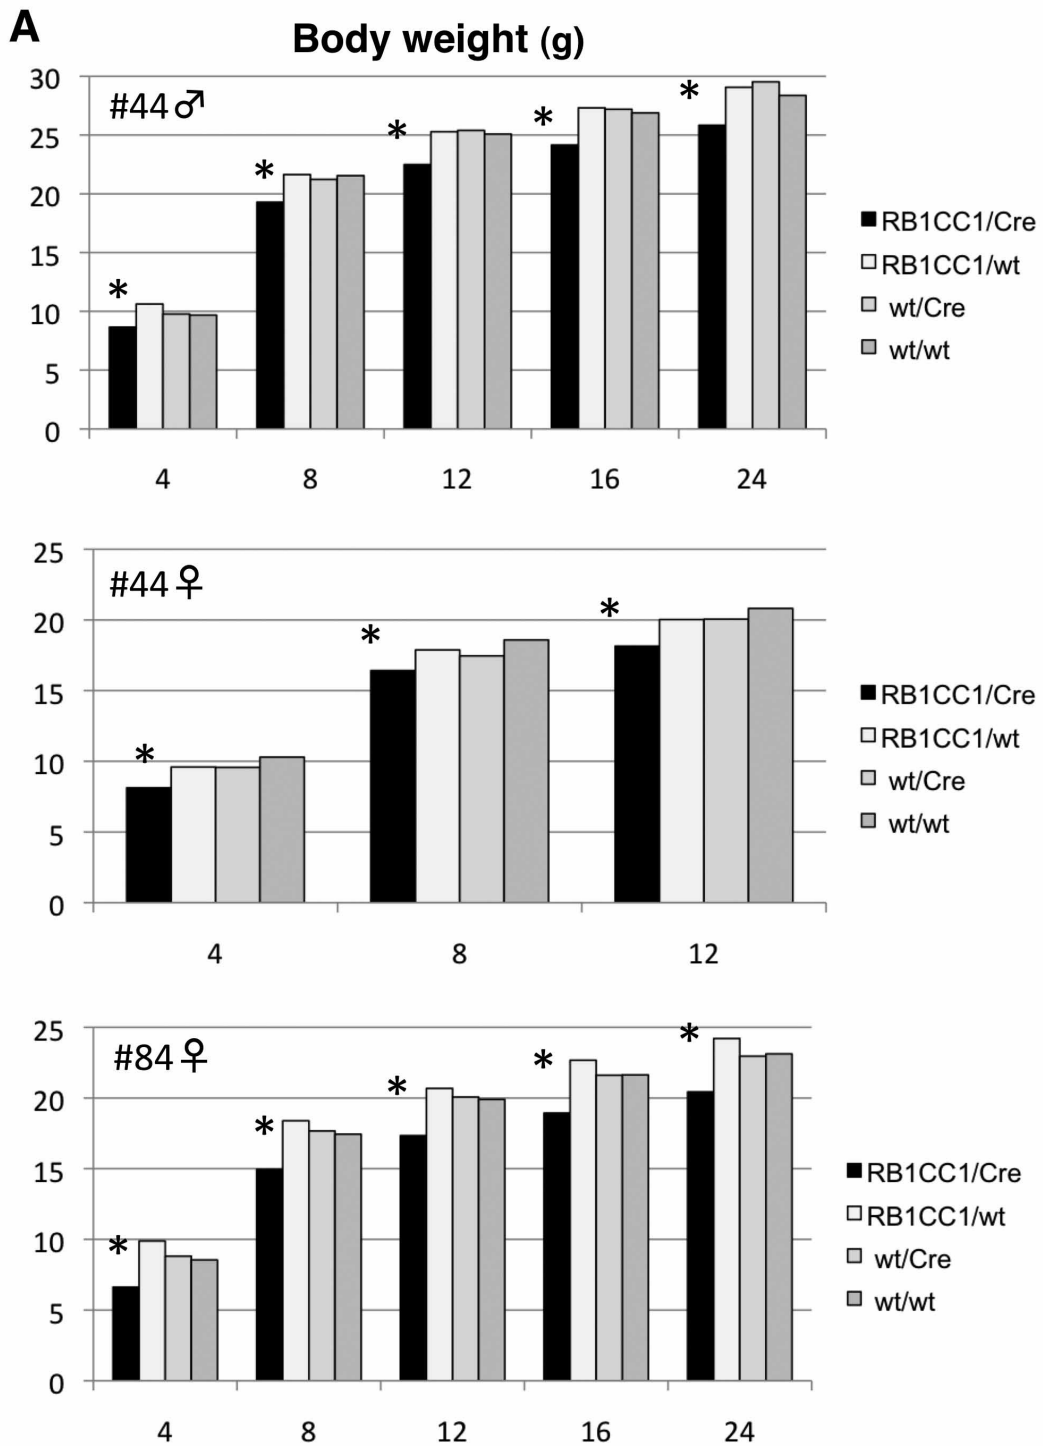 A
Body weight (g)
30
25
20
15
10
5
0
#44♂
*
*
*
*
*
4 8 12 16 24
RB1CC1/Cre
RB1CC1/wt
wt/Cre
wt/wt
25
20
15
10
5
0
#44♀
*
*
*
4 8 12
RB1CC1/Cre
RB1CC1/wt
wt/Cre
wt/wt
25
20
15
10
5
0
#84♀
*
*
*
*
*
4 8 12 16 24
RB1CC1/Cre
RB1CC1/wt
wt/Cre
wt/wt